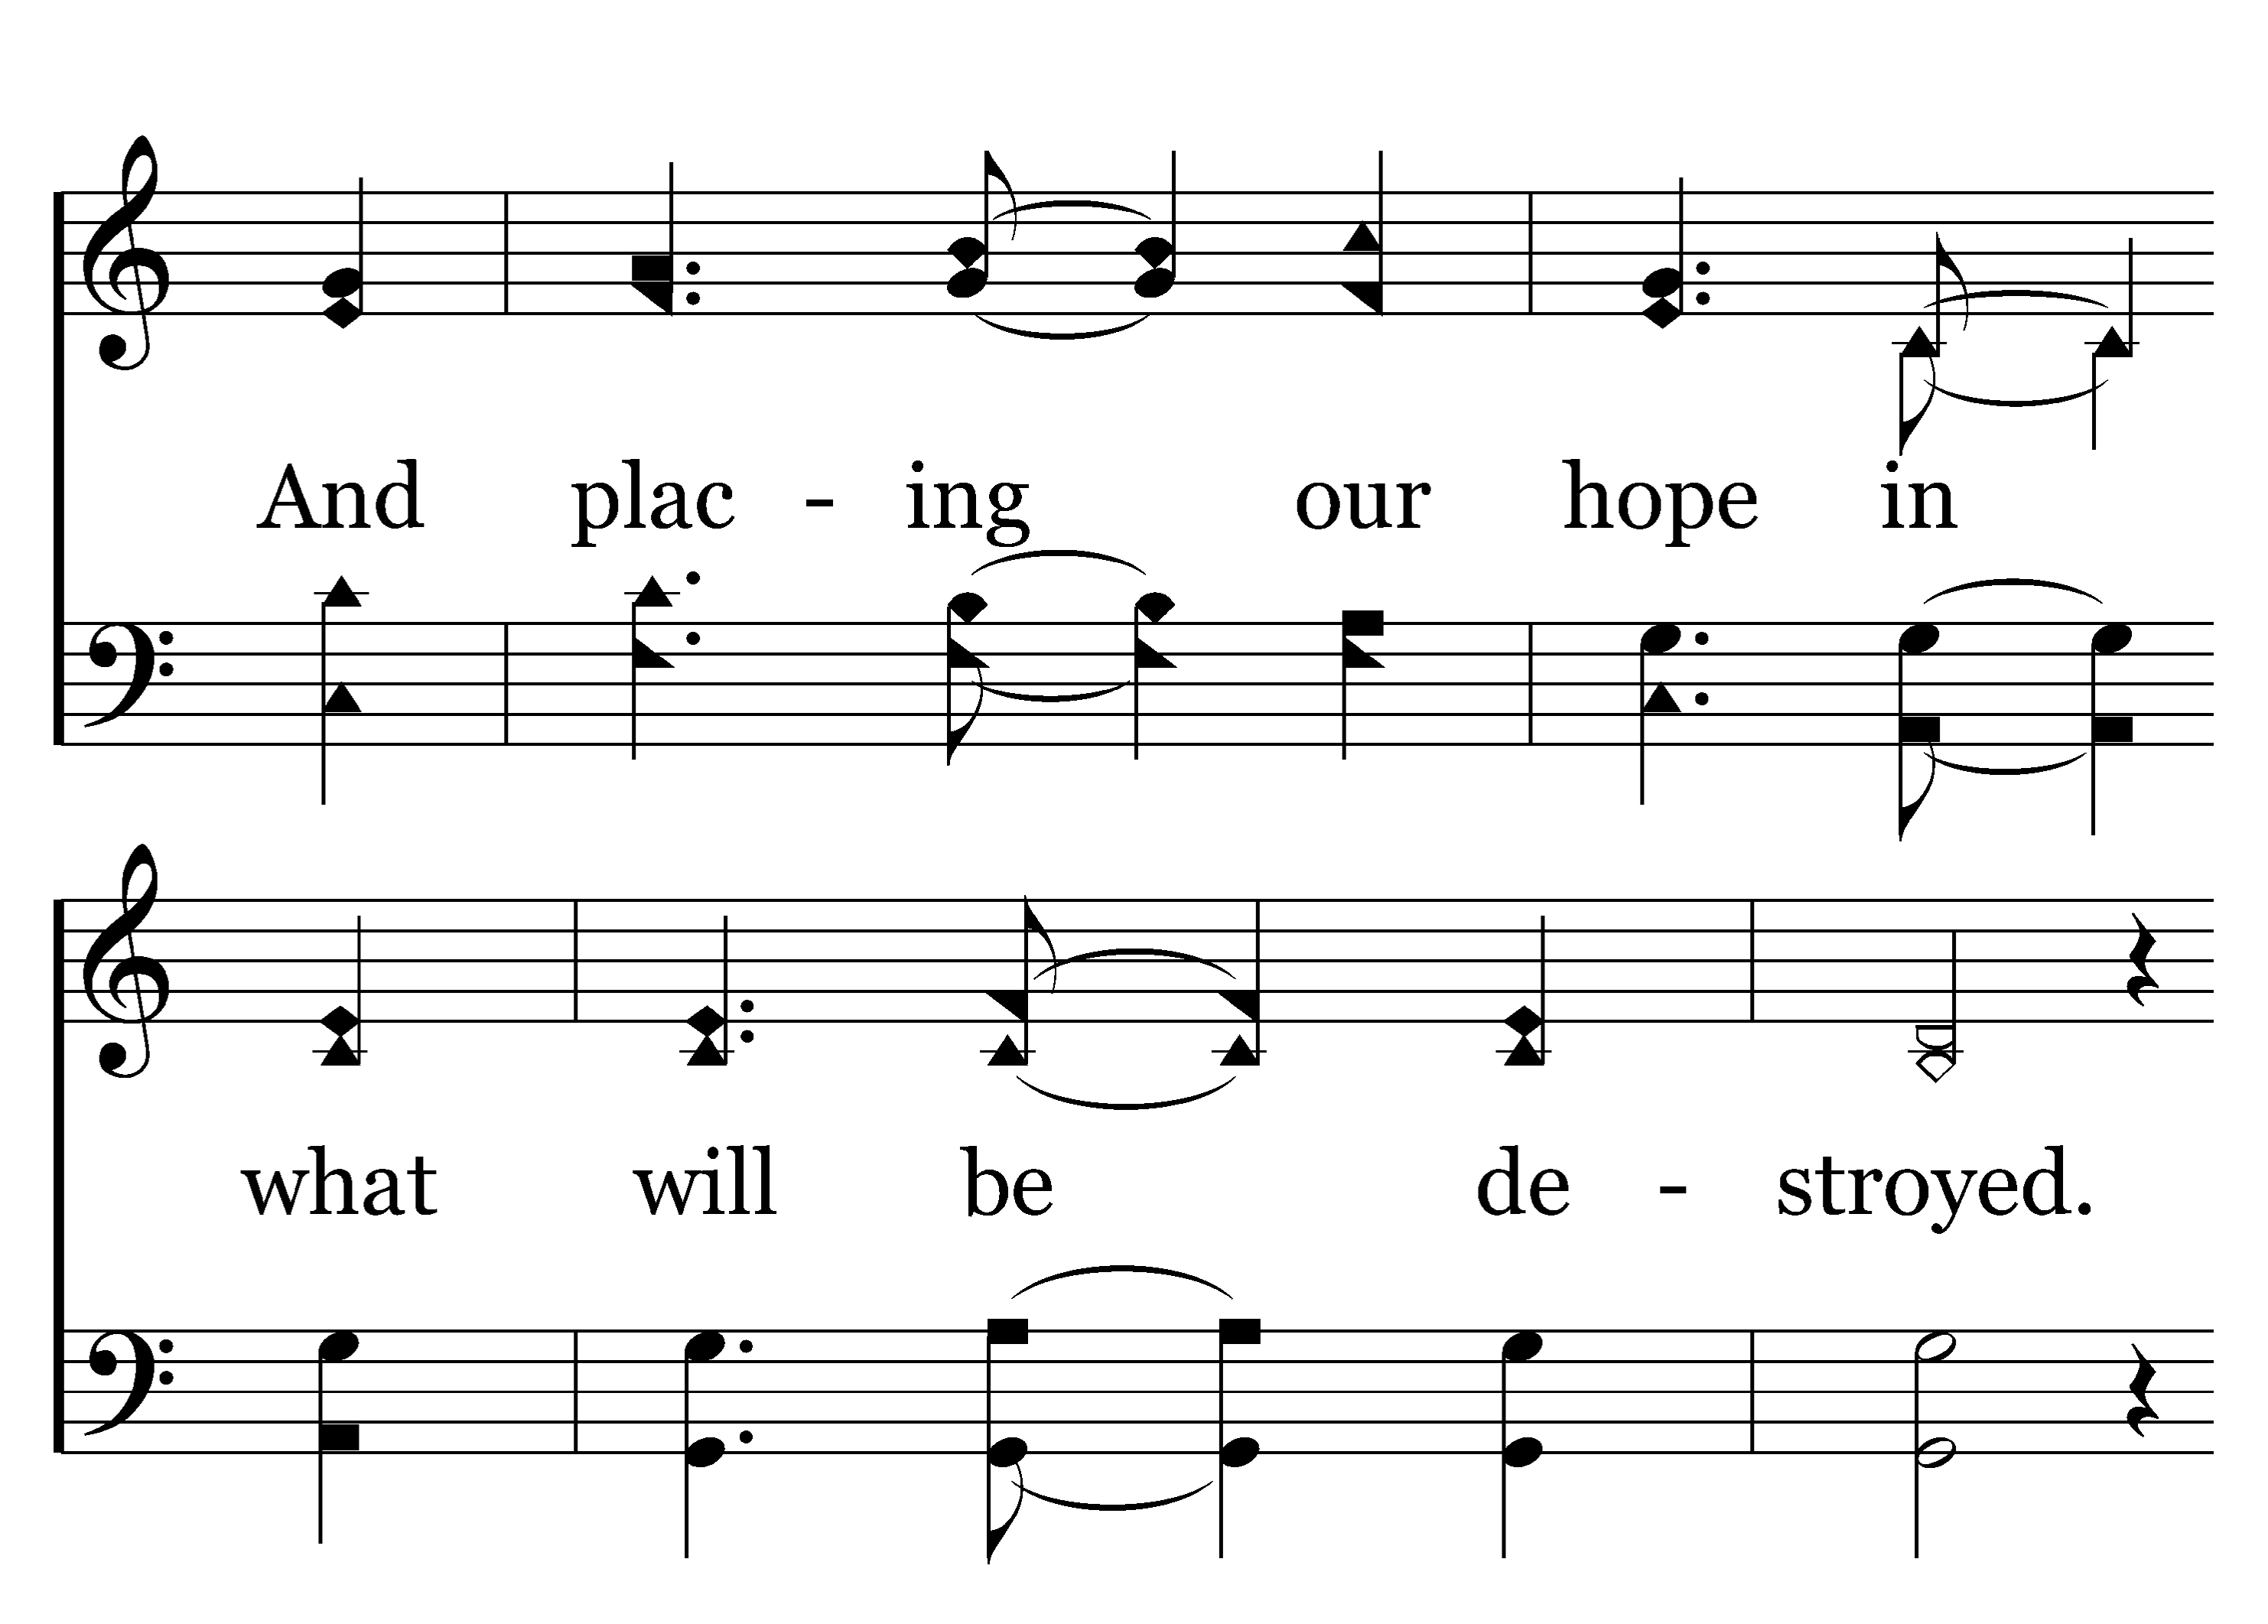 And plac - ing our hope in
what will be de - stroyed.